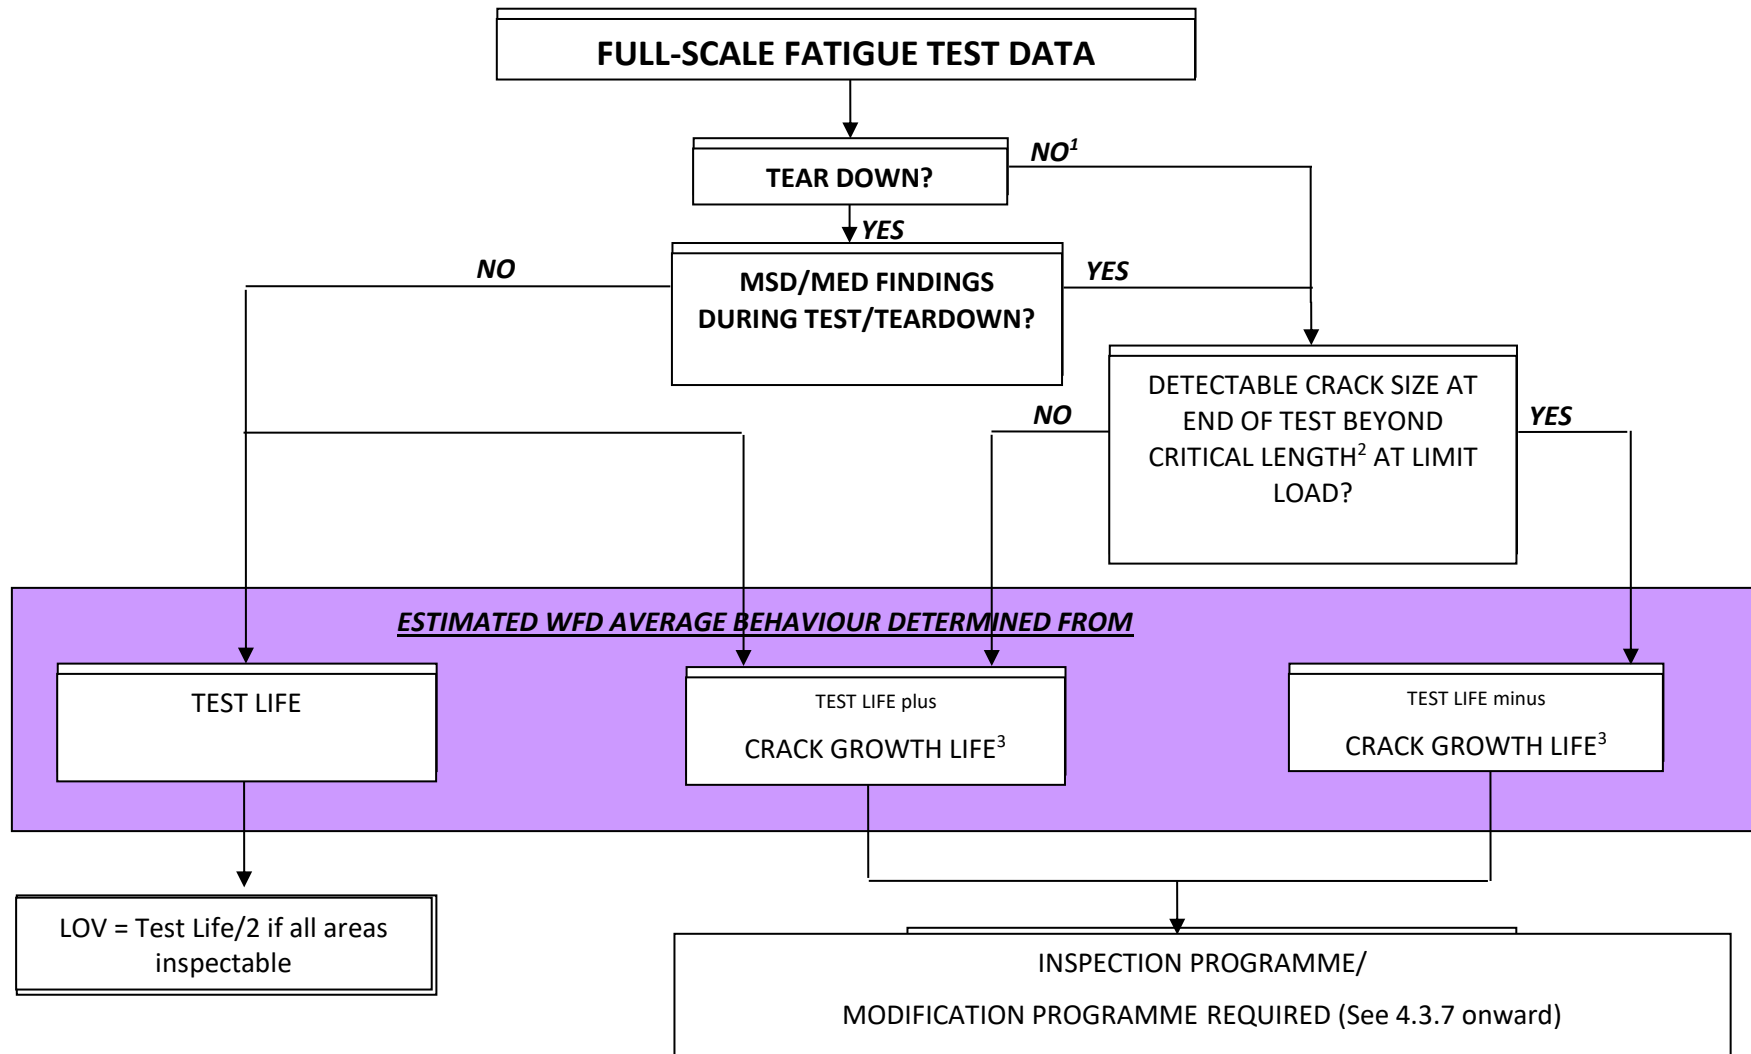 FULL-SCALE FATIGUE TEST DATA
NO¹
TEAR DOWN?
YES
NO
MSD/MED FINDINGS
DURING TEST/TEARDOWN?
YES
DETECTABLE CRACK SIZE AT
END OF TEST BEYOND
CRITICAL LENGTH² AT LIMIT
LOAD?
NO
YES
ESTIMATED WFD AVERAGE BEHAVIOUR DETERMINED FROM
TEST LIFE
TEST LIFE plus
CRACK GROWTH LIFE³
TEST LIFE minus
CRACK GROWTH LIFE³
LOV = Test Life/2 if all areas
inspectable
INSPECTION PROGRAMME/
MODIFICATION PROGRAMME REQUIRED (See 4.3.7 onward)